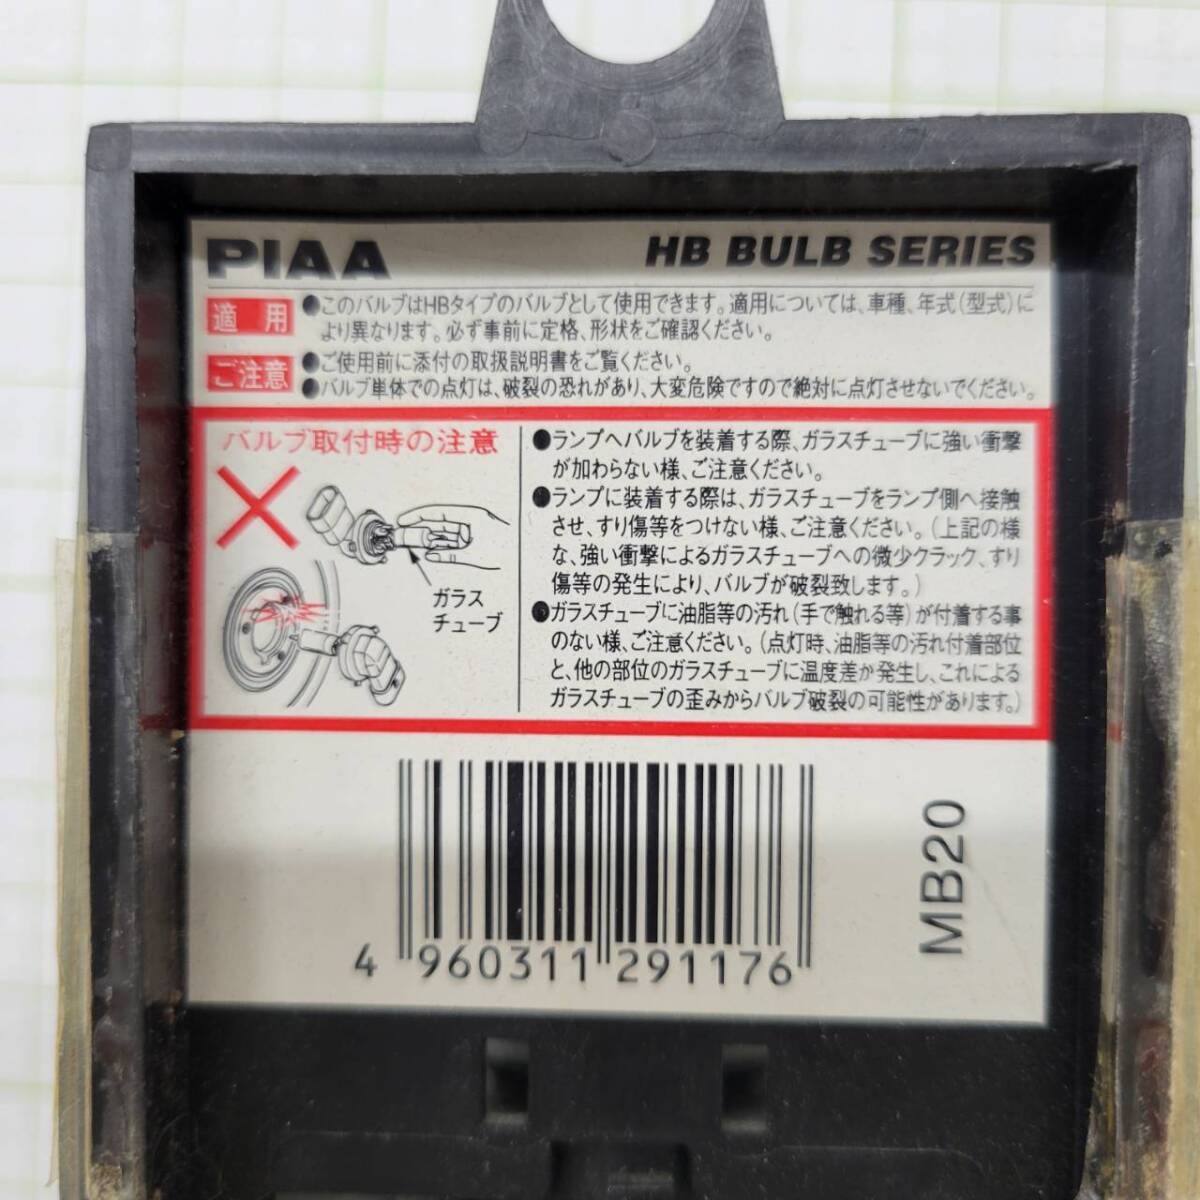 PIAA
HB BULB SERIES
適用
●このバルブはHBタイプのバルブとして使用できます。適用については、車種、年式(型式)に
より異なります。必ず事前に定格、形状をご確認ください。
ご注意
●ご使用前に添付の取扱説明書をご覧ください。
●バルブ単体での点灯は、破裂の恐れがあり、大変危険ですので絶対に点灯させないでください。
バルブ取付時の注意
ガラス
チューブ
●ランプへバルブを装着する際、ガラスチューブに強い衝撃
が加わらない様、ご注意ください。
●ランプに装着する際は、ガラスチューブをランプ側へ接触
させ、すり傷等をつけない様、ご注意ください。(上記の様
な、強い衝撃によるガラスチューブへの微少クラック、すり
傷等の発生により、バルブが破裂致します。)
●ガラスチューブに油脂等の汚れ(手で触れる等)が付着する事
のない様、ご注意ください。(点灯時、油脂等の汚れ付着部位
と、他の部位のガラスチューブに温度差が発生し、これによる
ガラスチューブの歪みからバルブ破裂の可能性があります。)
4 960311 291176
MB20